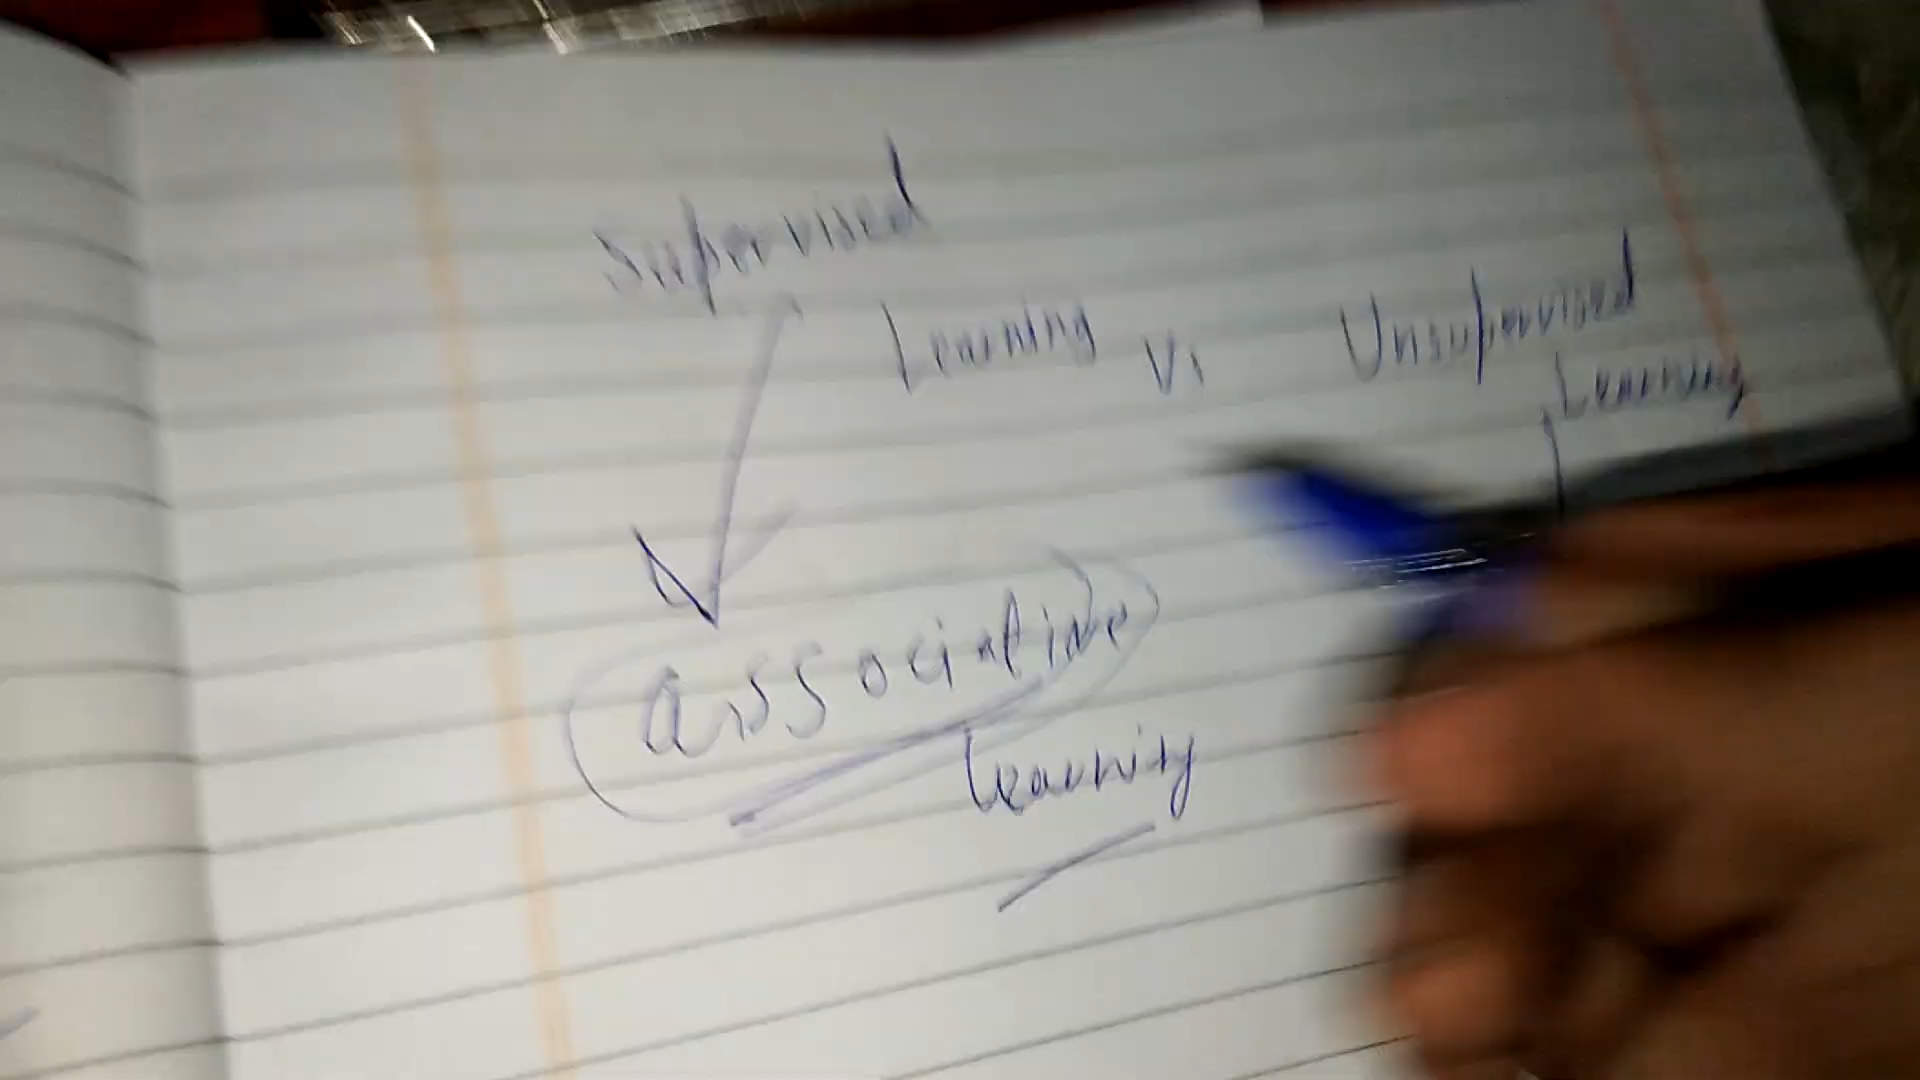 Supervised
Learning Vs Unsupervised
Learning
associative
Learning